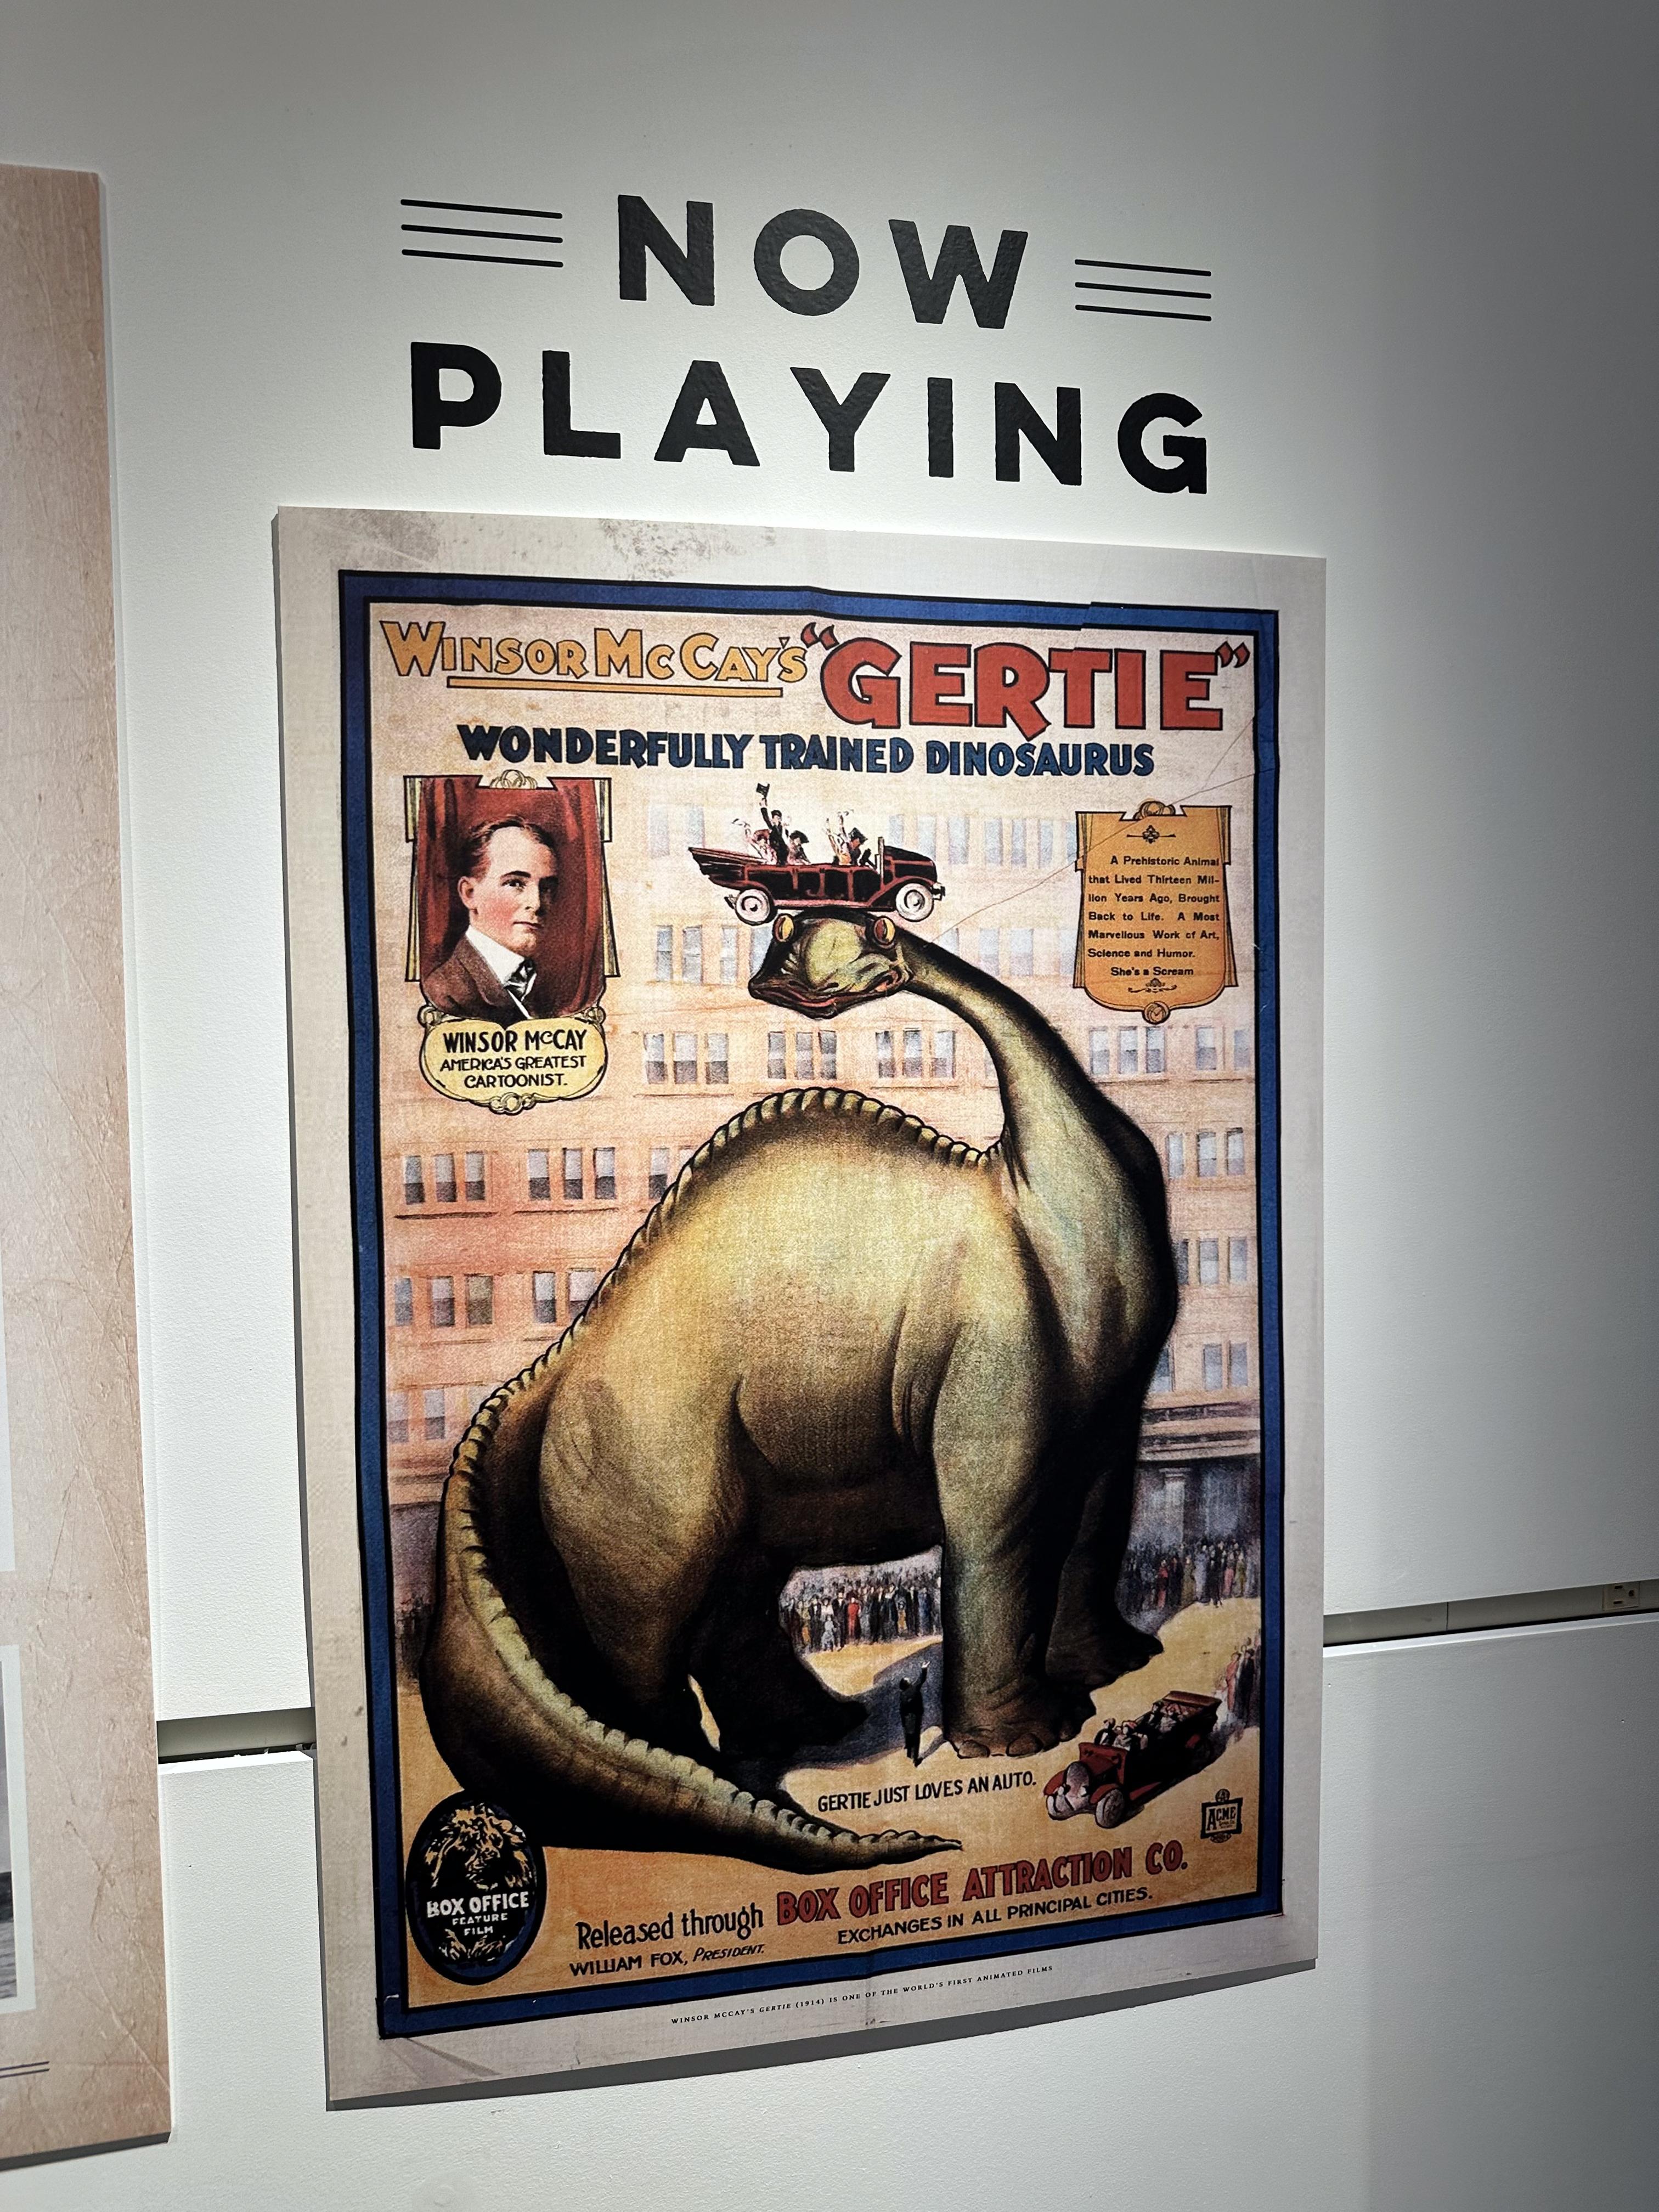 NOW
PLAYING
WINSOR McCAY'S "GERTIE"
WONDERFULLY TRAINED DINOSAURUS
WINSOR McCAY
AMERICA'S GREATEST
CARTOONIST.
A Prehistoric Animal
that Lived Thirteen Mil-
lion Years Ago, Brought
Back to Life. A Most
Marvellous Work of Art,
Science and Humor.
She's a Scream
GERTIE JUST LOVES AN AUTO.
ACME
BOX OFFICE
FEATURE
FILM
Released through BOX OFFICE ATTRACTION CO.
WILLIAM FOX, PRESIDENT.
EXCHANGES IN ALL PRINCIPAL CITIES.
WINSOR MCCAY'S GERTIE (1914) IS ONE OF THE WORLD'S FIRST ANIMATED FILMS